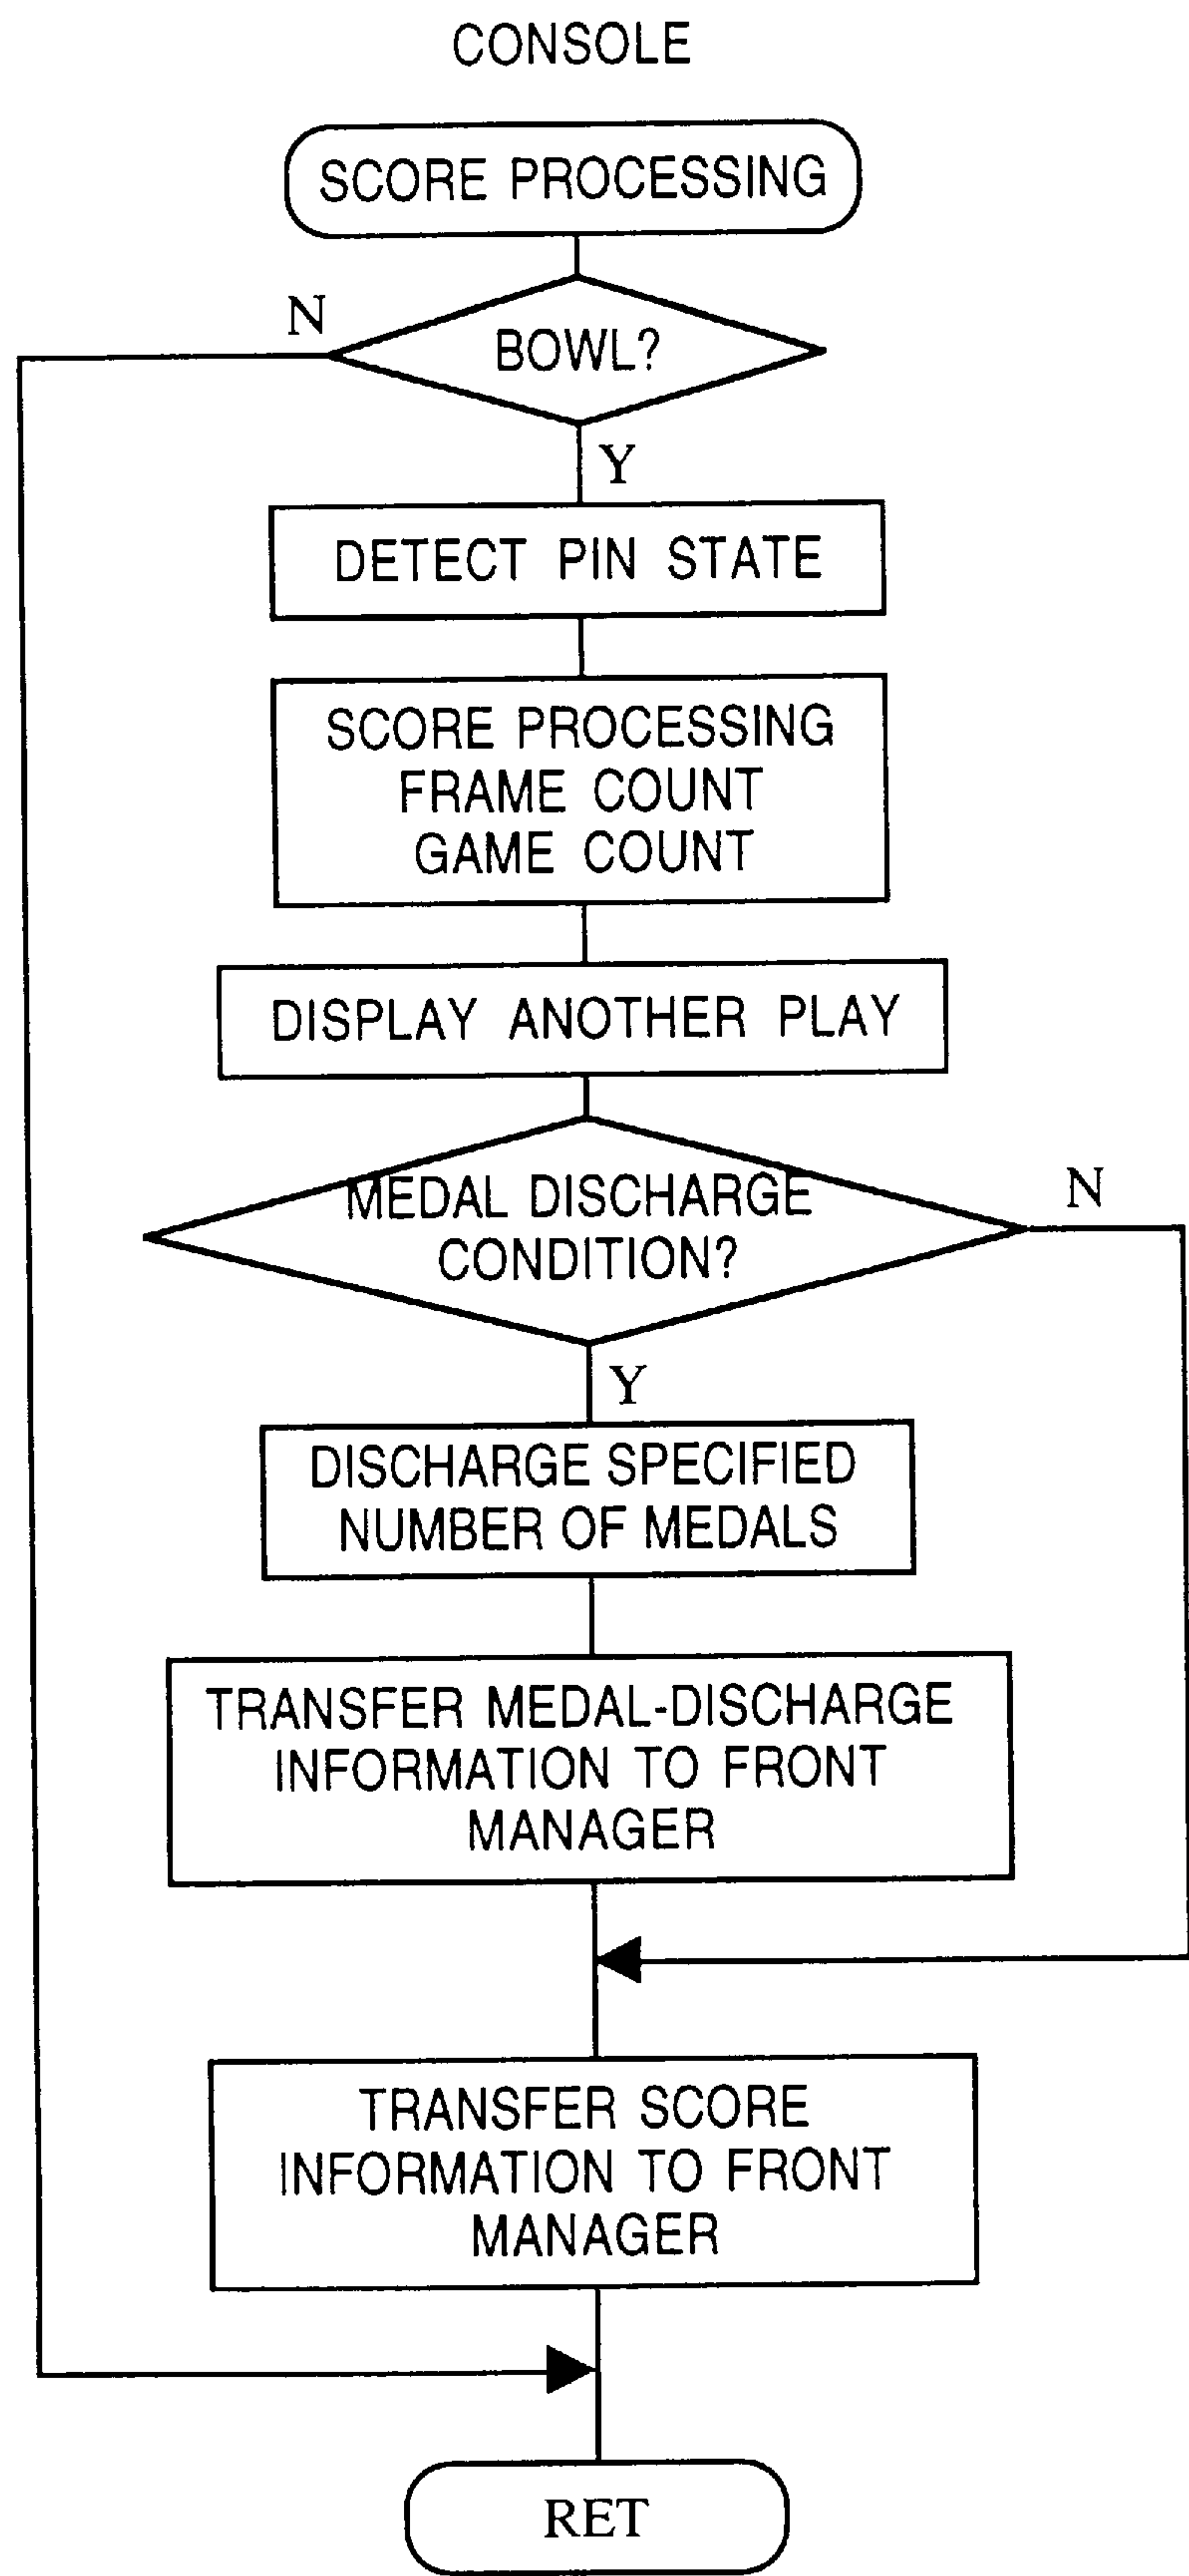 CONSOLE
SCORE PROCESSING
N
BOWL?
Y
DETECT PIN STATE
SCORE PROCESSING
FRAME COUNT
GAME COUNT
DISPLAY ANOTHER PLAY
MEDAL DISCHARGE
N
CONDITION?
Y
DISCHARGE SPECIFIED
NUMBER OF MEDALS
TRANSFER MEDAL-DISCHARGE
INFORMATION TO FRONT
MANAGER
TRANSFER SCORE
INFORMATION TO FRONT
MANAGER
RET